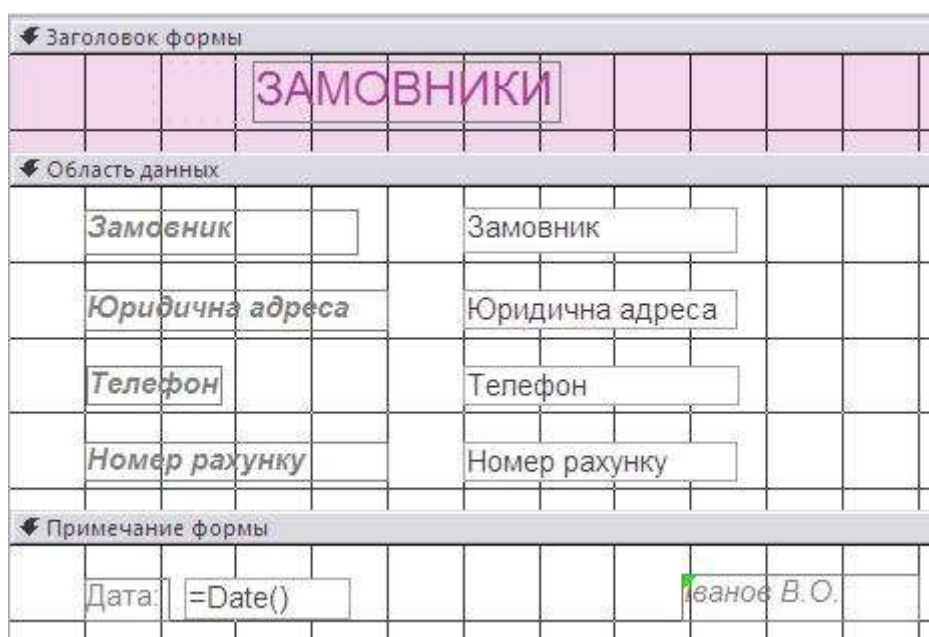 Заголовок формы
ЗАМОВНИКИ
Область данных
Замовник Замовник
Юридична адреса Юридична адреса
Телефон Телефон
Номер рахунку Номер рахунку
Примечание формы
Дата: =Date() Іванов В.О.